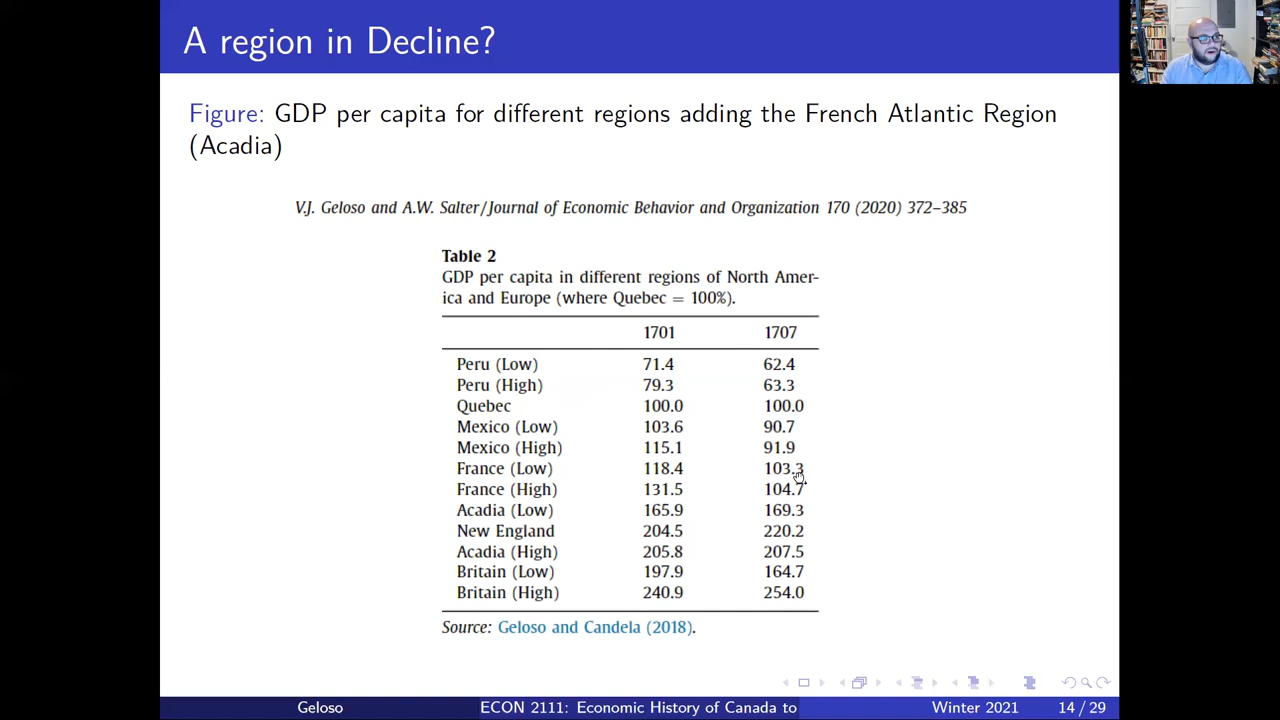 A region in Decline?
Figure: GDP per capita for different regions adding the French Atlantic Region
(Acadia)
V.J. Geloso and A.W. Salter/Journal of Economic Behavior and Organization 170 (2020) 372–385
Table 2
GDP per capita in different regions of North Amer-
ica and Europe (where Quebec = 100%).
1701 1707
Peru (Low) 71.4 62.4
Peru (High) 79.3 63.3
Quebec 100.0 100.0
Mexico (Low) 103.6 90.7
Mexico (High) 115.1 91.9
France (Low) 118.4 103.3
France (High) 131.5 104.7
Acadia (Low) 165.9 169.3
New England 204.5 220.2
Acadia (High) 205.8 207.5
Britain (Low) 197.9 164.7
Britain (High) 240.9 254.0
Source: Geloso and Candela (2018).
Geloso ECON 2111: Economic History of Canada to Winter 2021 14 / 29